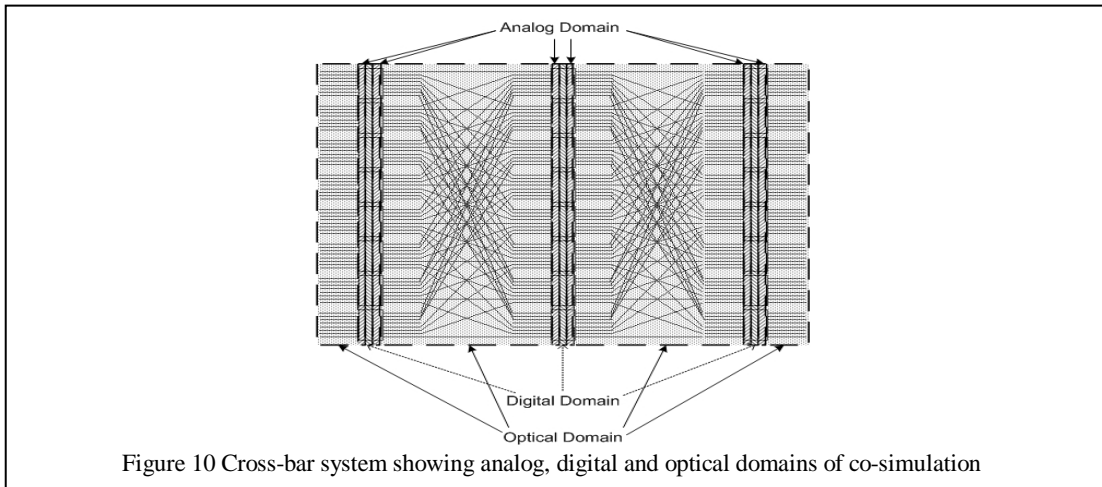 Analog Domain
Digital Domain
Optical Domain
Figure 10 Cross-bar system showing analog, digital and optical domains of co-simulation